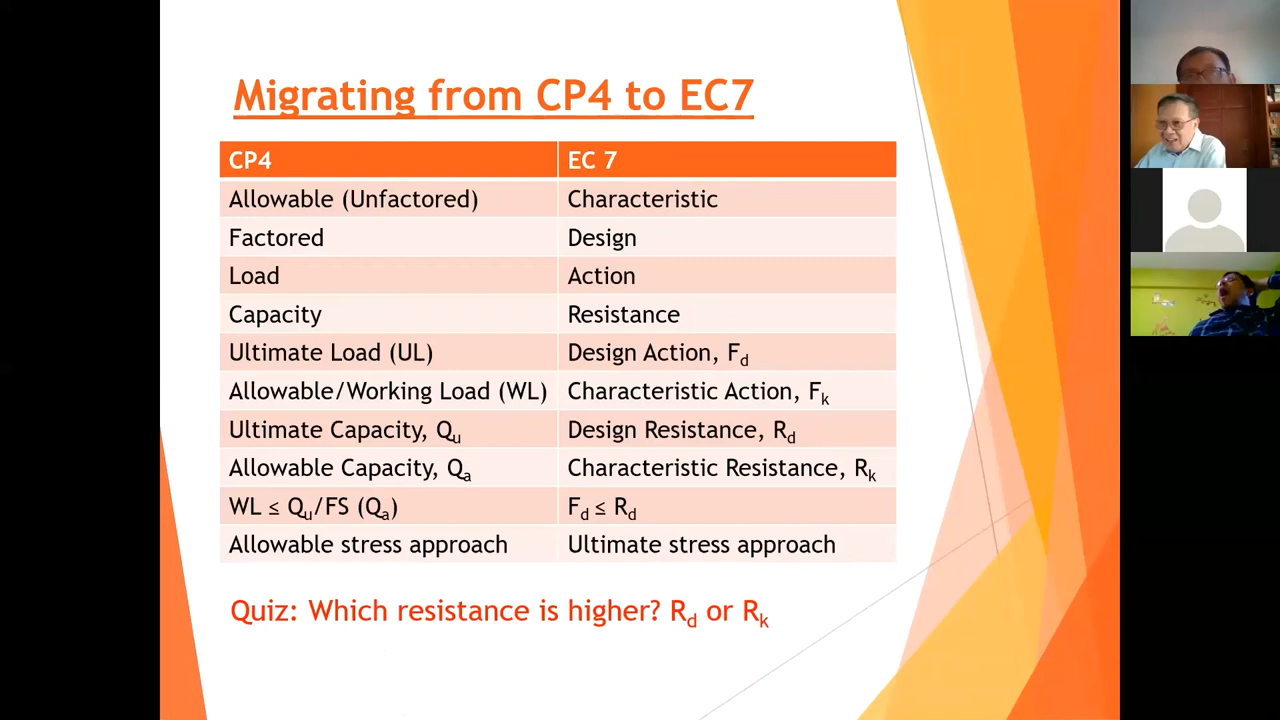 Migrating from CP4 to EC7
CP4 EC 7
Allowable (Unfactored) Characteristic
Factored Design
Load Action
Capacity Resistance
Ultimate Load (UL) Design Action, Fd
Allowable/Working Load (WL) Characteristic Action, Fk
Ultimate Capacity, Qu Design Resistance, Rd
Allowable Capacity, Qa Characteristic Resistance, Rk
WL ≤ Qu/FS (Qa) Fd ≤ Rd
Allowable stress approach Ultimate stress approach
Quiz: Which resistance is higher? Rd or Rk